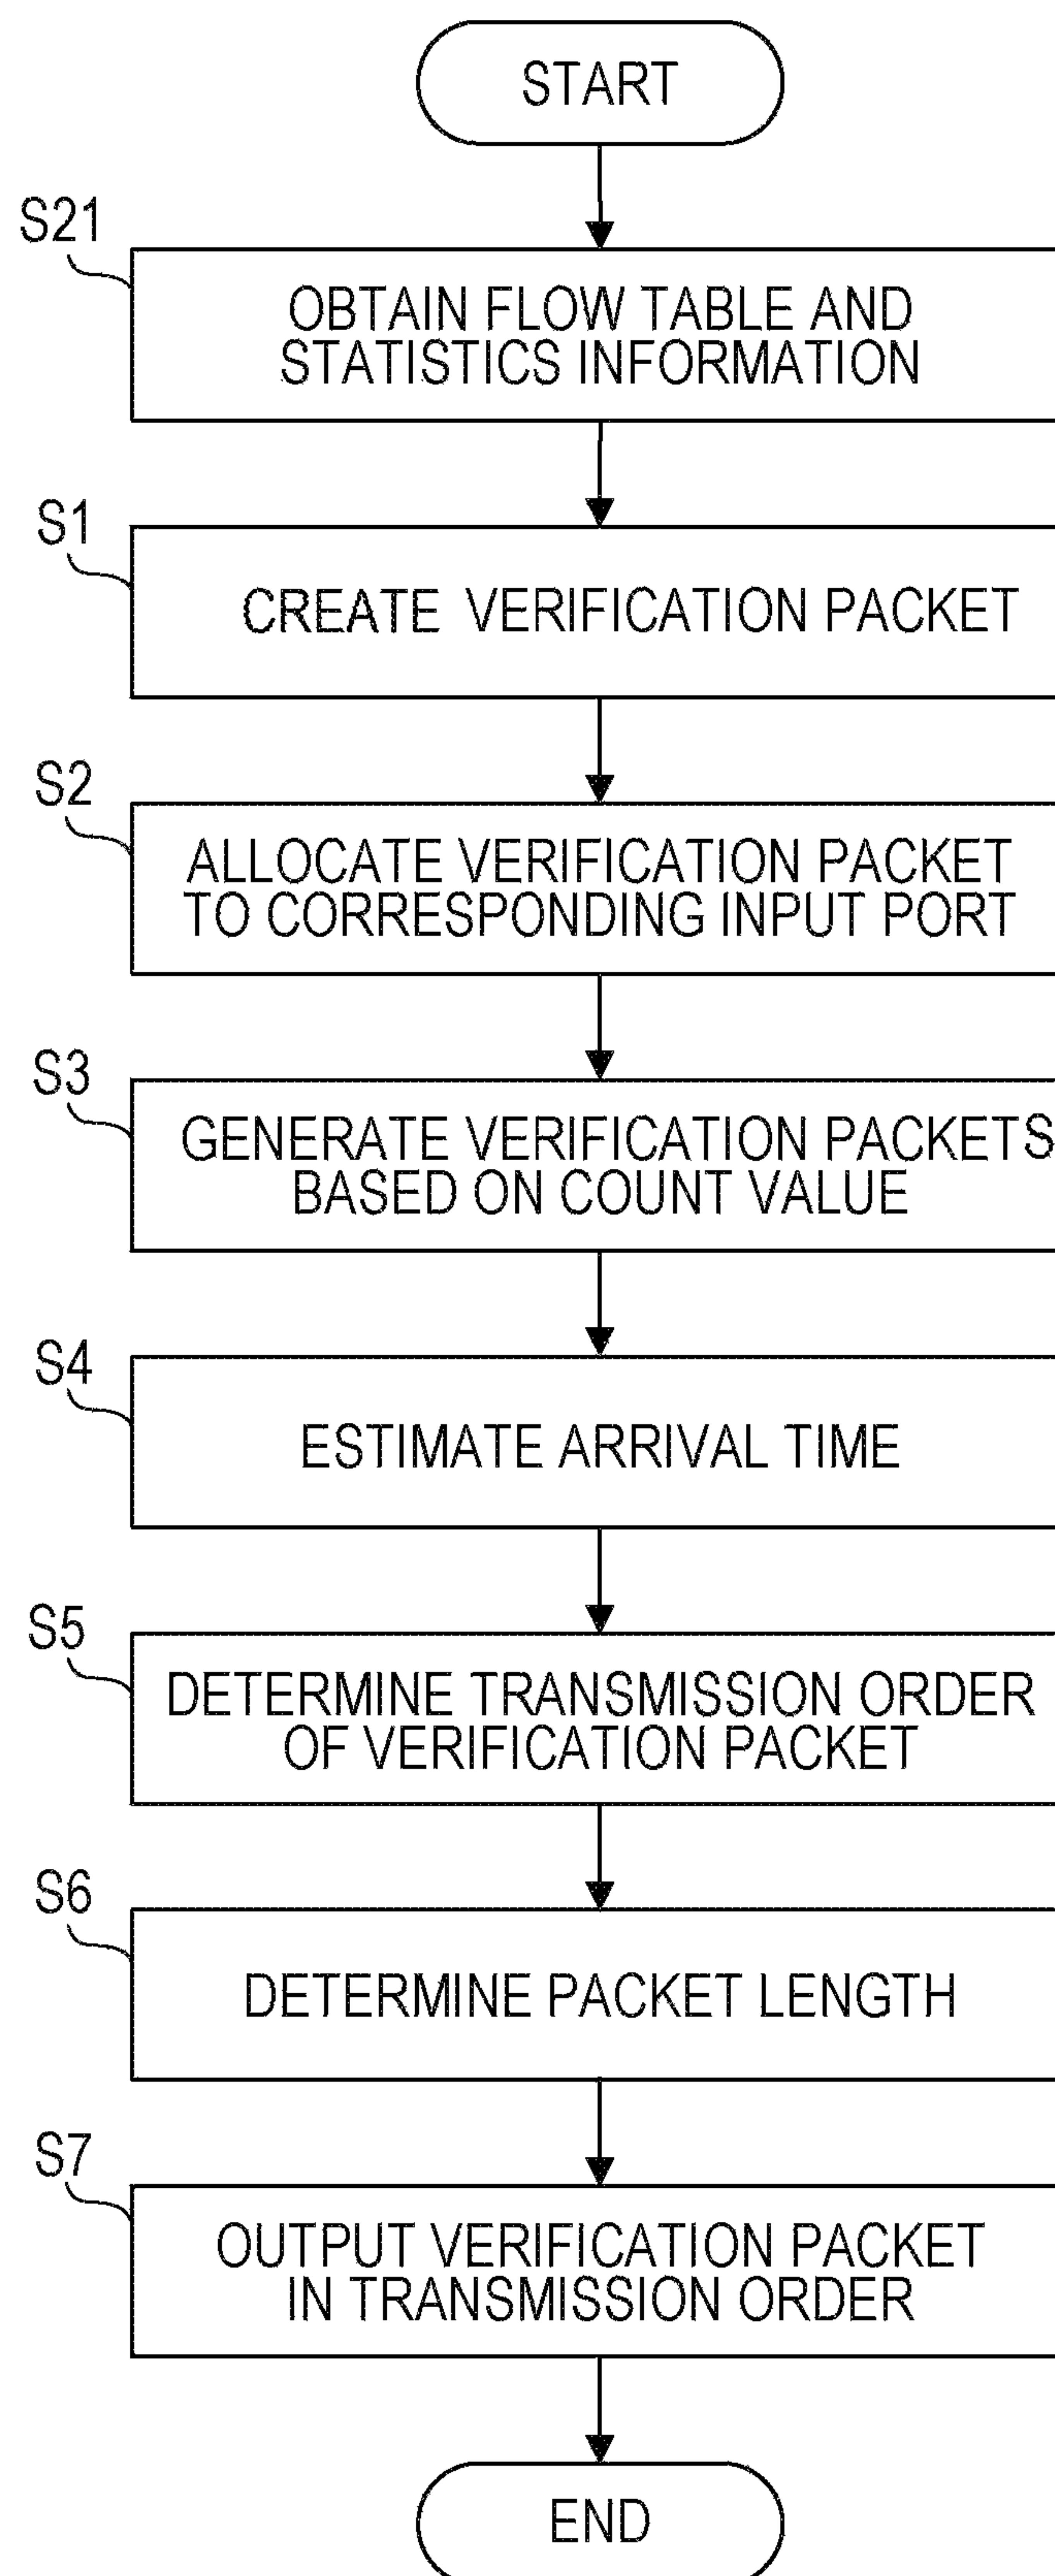 START
S21
OBTAIN FLOW TABLE AND
STATISTICS INFORMATION
S1
CREATE VERIFICATION PACKET
S2
ALLOCATE VERIFICATION PACKET
TO CORRESPONDING INPUT PORT
S3
GENERATE VERIFICATION PACKETS
BASED ON COUNT VALUE
S4
ESTIMATE ARRIVAL TIME
S5
DETERMINE TRANSMISSION ORDER
OF VERIFICATION PACKET
S6
DETERMINE PACKET LENGTH
S7
OUTPUT VERIFICATION PACKET
IN TRANSMISSION ORDER
END